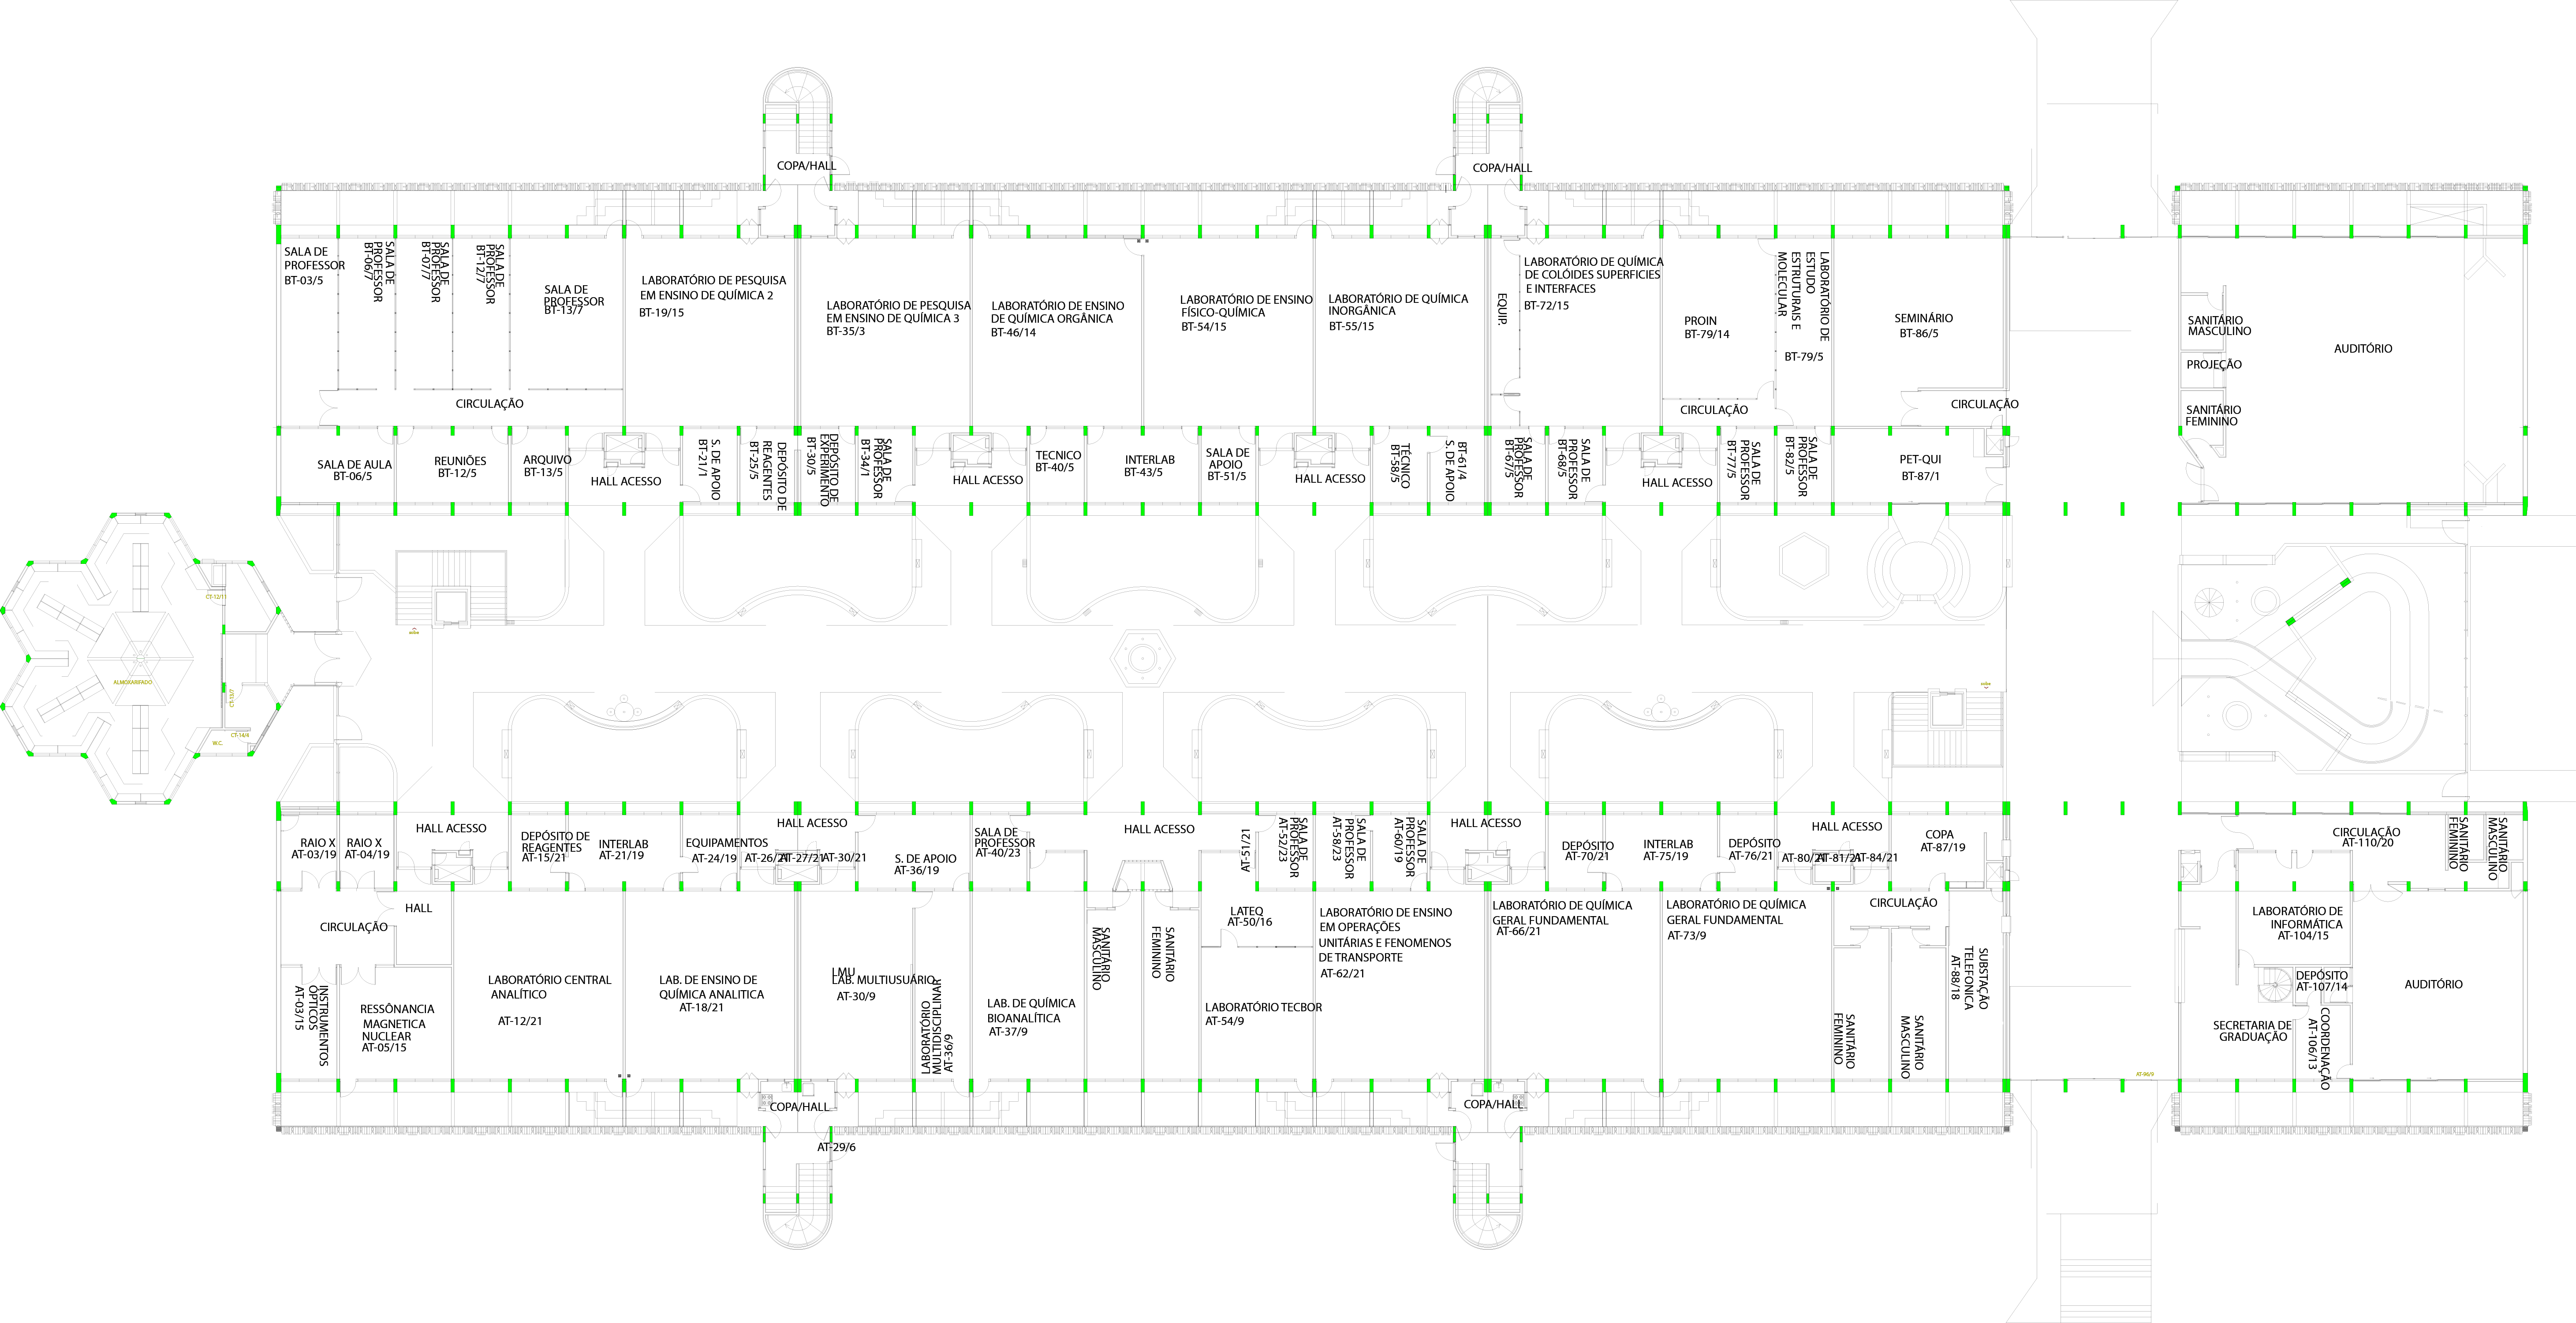 COPA/HALL
COPA/HALL
SALA DE
PROFESSOR
BT-03/5
SALA DE
PROFESSOR
BT-06/7
SALA DE
PROFESSOR
BT-07/7
SALA DE
PROFESSOR
BT-12/7
SALA DE
PROFESSOR
BT-13/7
LABORATÓRIO DE PESQUISA
EM ENSINO DE QUÍMICA 2
BT-19/15
LABORATÓRIO DE PESQUISA
EM ENSINO DE QUÍMICA 3
BT-35/3
LABORATÓRIO DE ENSINO
DE QUÍMICA ORGÂNICA
BT-46/14
LABORATÓRIO DE ENSINO
FÍSICO-QUÍMICA
BT-54/15
LABORATÓRIO DE QUÍMICA
INORGÂNICA
BT-55/15
EQUIP.
LABORATÓRIO DE QUÍMICA
DE COLÓIDES SUPERFICIES
E INTERFACES
BT-72/15
PROIN
BT-79/14
LABORATÓRIO DE
ESTUDO
ESTRUTURAIS E
MOLECULAR
BT-79/5
SEMINÁRIO
BT-86/5
SANITÁRIO
MASCULINO
PROJEÇÃO
SANITÁRIO
FEMININO
AUDITÓRIO
CIRCULAÇÃO
CIRCULAÇÃO
CIRCULAÇÃO
SALA DE AULA
BT-06/5
REUNIÕES
BT-12/5
ARQUIVO
BT-13/5
HALL ACESSO
S. DE APOIO
BT-21/1
DEPÓSITO DE
REAGENTES
BT-25/5
DEPÓSITO DE
EXPERIMENTO
BT-30/5
SALA DE
PROFESSOR
BT-34/1
HALL ACESSO
TECNICO
BT-40/5
INTERLAB
BT-43/5
SALA DE
APOIO
BT-51/5
HALL ACESSO
TÉCNICO
BT-58/5
BT-61/4
S. DE APOIO
SALA DE
PROFESSOR
BT-67/5
SALA DE
PROFESSOR
BT-68/5
HALL ACESSO
SALA DE
PROFESSOR
BT-77/5
SALA DE
PROFESSOR
BT-82/5
PET-QUI
BT-87/1
CT-12/11
ALMOXARIFADO
CT-13/7
CT-14/4
W.C.
RAIO X
AT-03/19
RAIO X
AT-04/19
HALL ACESSO
DEPÓSITO DE
REAGENTES
AT-15/21
INTERLAB
AT-21/19
EQUIPAMENTOS
AT-24/19
HALL ACESSO
AT-26/21
AT-27/21
AT-30/21
S. DE APOIO
AT-36/19
SALA DE
PROFESSOR
AT-40/23
HALL ACESSO
AT-51/21
SALA DE
PROFESSOR
AT-52/23
SALA DE
PROFESSOR
AT-58/23
SALA DE
PROFESSOR
AT-60/19
HALL ACESSO
DEPÓSITO
AT-70/21
INTERLAB
AT-75/19
DEPÓSITO
AT-76/21
HALL ACESSO
AT-80/21
AT-81/21
AT-84/21
COPA
AT-87/19
CIRCULAÇÃO
AT-110/20
SANITÁRIO
FEMININO
SANITÁRIO
MASCULINO
HALL
CIRCULAÇÃO
INSTRUMENTOS
ÓPTICOS
AT-03/15
RESSÔNANCIA
MAGNETICA
NUCLEAR
AT-05/15
LABORATÓRIO CENTRAL
ANALÍTICO
AT-12/21
LAB. DE ENSINO DE
QUÍMICA ANALITICA
AT-18/21
LMU
LAB. MULTIUSUÁRIO
AT-30/9
LABORATÓRIO
MULTIDISCIPLINAR
AT-36/9
LAB. DE QUÍMICA
BIOANALÍTICA
AT-37/9
SANITÁRIO
MASCULINO
SANITÁRIO
FEMININO
LATEQ
AT-50/16
LABORATÓRIO TECBOR
AT-54/9
LABORATÓRIO DE ENSINO
EM OPERAÇÕES
UNITÁRIAS E FENOMENOS
DE TRANSPORTE
AT-62/21
LABORATÓRIO DE QUÍMICA
GERAL FUNDAMENTAL
AT-66/21
LABORATÓRIO DE QUÍMICA
GERAL FUNDAMENTAL
AT-73/9
CIRCULAÇÃO
SANITÁRIO
FEMININO
SANITÁRIO
MASCULINO
SUBSTAÇÃO
TELEFONICA
AT-88/18
LABORATÓRIO DE
INFORMÁTICA
AT-104/15
DEPÓSITO
AT-107/14
SECRETARIA DE
GRADUAÇÃO
COORDENAÇÃO
AT-106/13
AUDITÓRIO
AT-96/9
COPA/HALL
AT-29/6
COPA/HALL